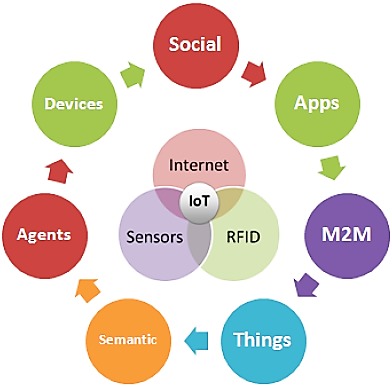 Social
Devices
Apps
Internet
IoT
Agents
Sensors
RFID
M2M
Semantic
Things